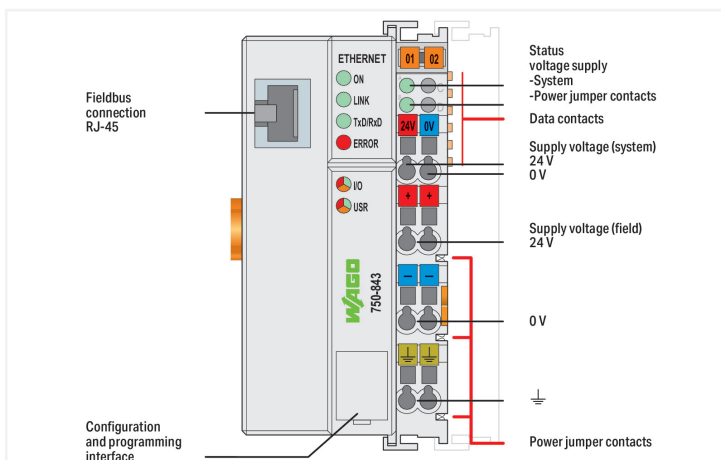 Fieldbus
connection
RJ-45
Configuration
and programming
interface
ETHERNET
ON
LINK
TxD/RxD
ERROR
I/O
USR
WAGO
750-843
01 02
24V 0V
+ +
− −
Status
voltage supply
-System
-Power jumper contacts
Data contacts
Supply voltage (system)
24 V
0 V
Supply voltage (field)
24 V
0 V
Power jumper contacts